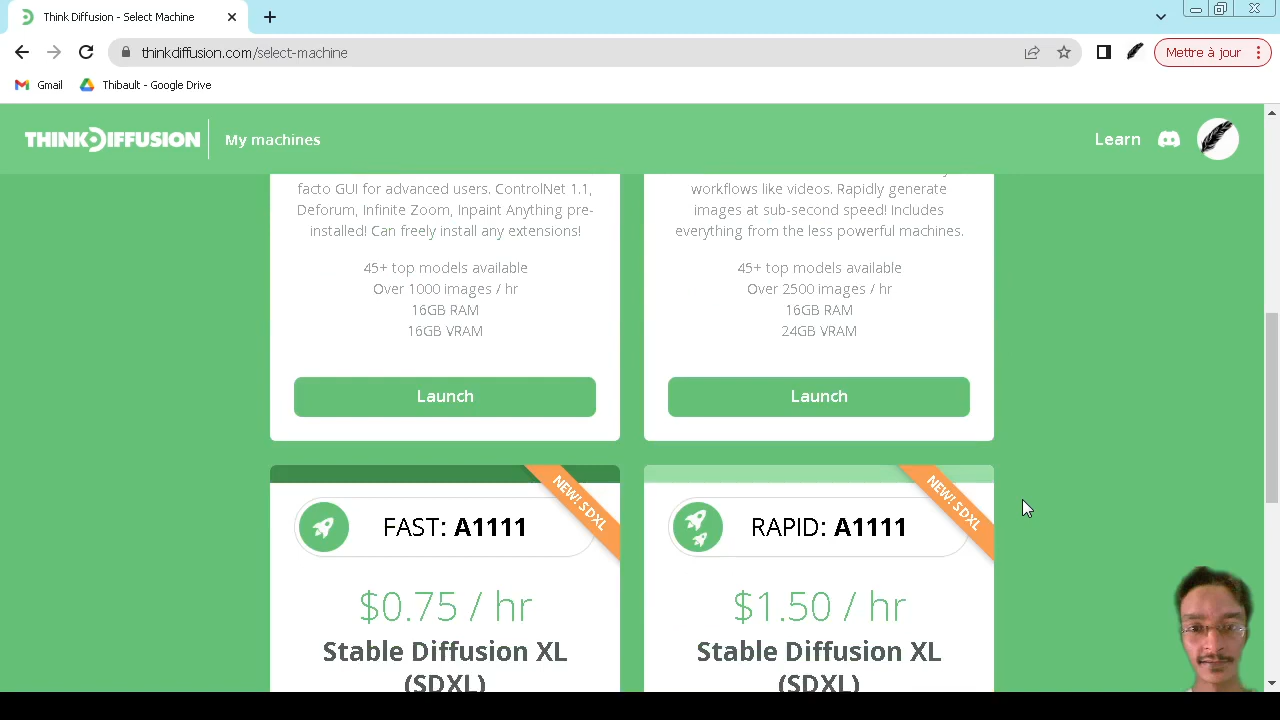 Think Diffusion - Select Machine
thinkdiffusion.com/select-machine
Mettre à jour
Gmail
Thibault - Google Drive
THINKDIFFUSION
My machines
Learn
facto GUI for advanced users. ControlNet 1.1,
Deforum, Infinite Zoom, Inpaint Anything pre-
installed! Can freely install any extensions!
45+ top models available
Over 1000 images / hr
16GB RAM
16GB VRAM
Launch
workflows like videos. Rapidly generate
images at sub-second speed! Includes
everything from the less powerful machines.
45+ top models available
Over 2500 images / hr
16GB RAM
24GB VRAM
Launch
NEW! SDXL
FAST: A1111
$0.75 / hr
Stable Diffusion XL
(SDXL)
NEW! SDXL
RAPID: A1111
$1.50 / hr
Stable Diffusion XL
(SDXL)